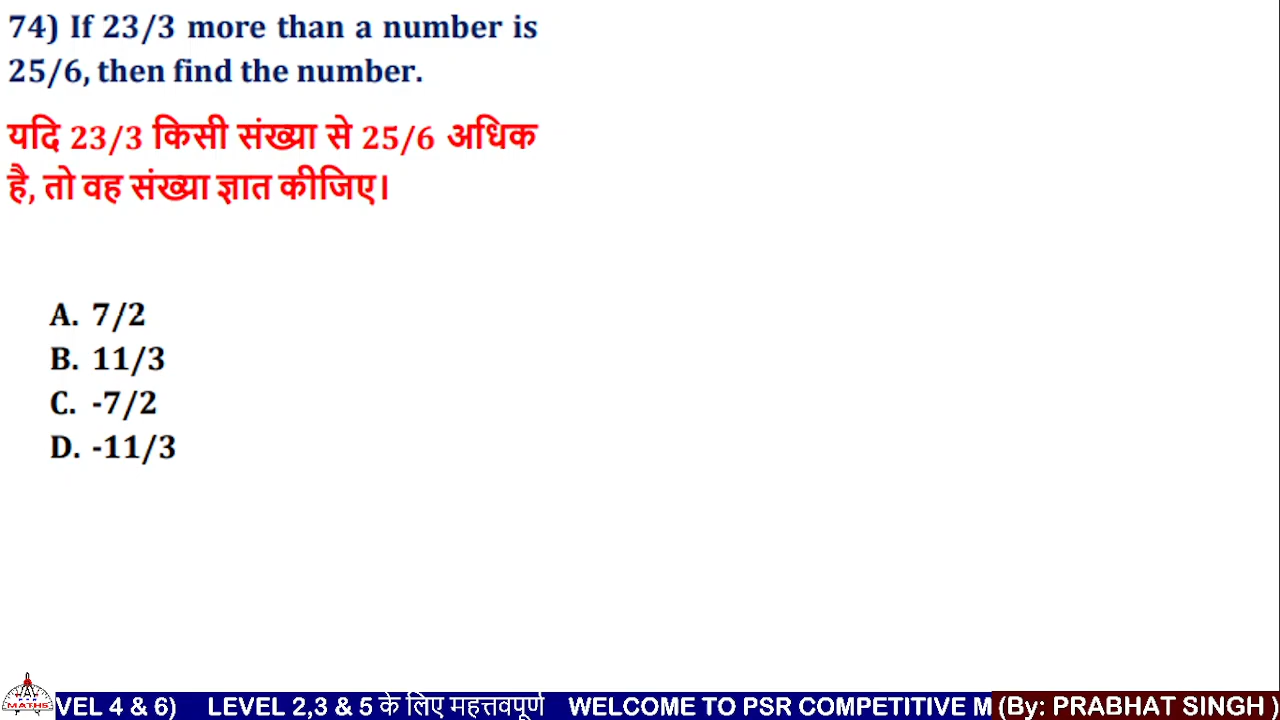 74) If 23/3 more than a number is
25/6, then find the number.
यदि 23/3 किसी संख्या से 25/6 अधिक
है, तो वह संख्या ज्ञात कीजिए।
A. 7/2
B. 11/3
C. -7/2
D. -11/3
MATHS
VEL 4 & 6) LEVEL 2,3 & 5 के लिए महत्तवपूर्ण WELCOME TO PSR COMPETITIVE M (By: PRABHAT SINGH )